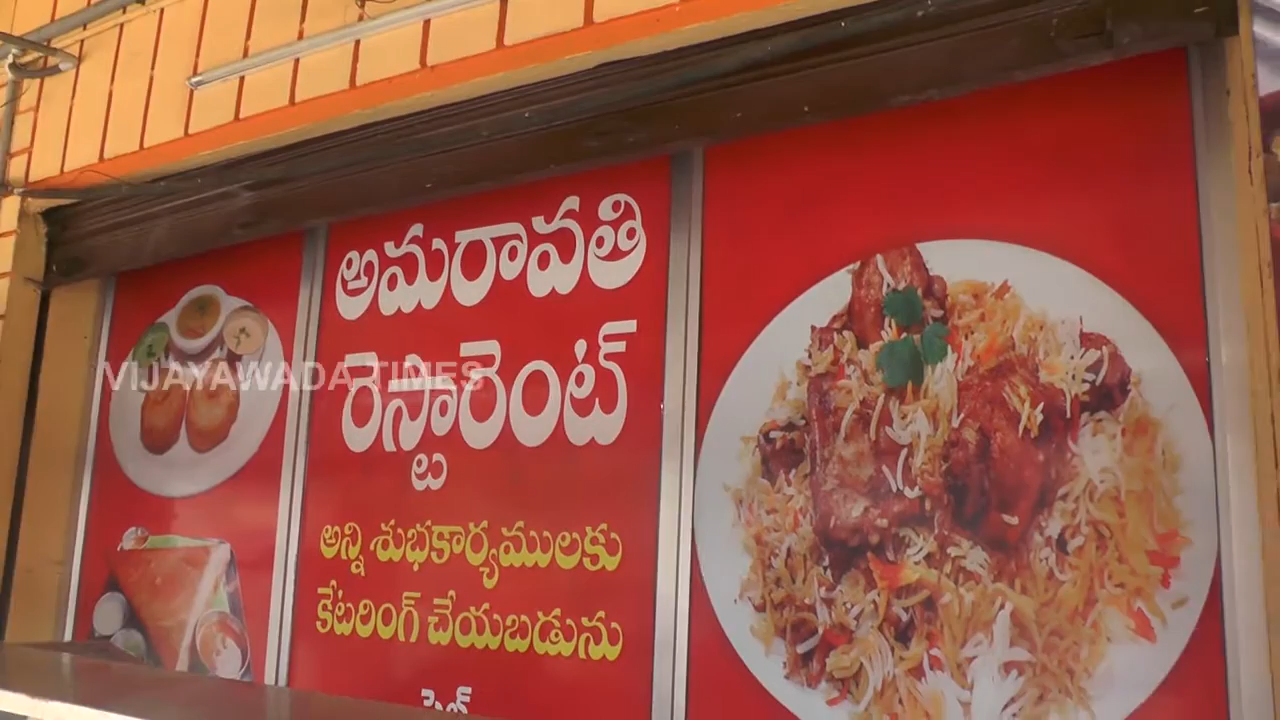 అమరావతి
రెస్టారెంట్
VIJAYAWADA TIMES
అన్ని శుభకార్యములకు
కేటరింగ్ చేయబడును